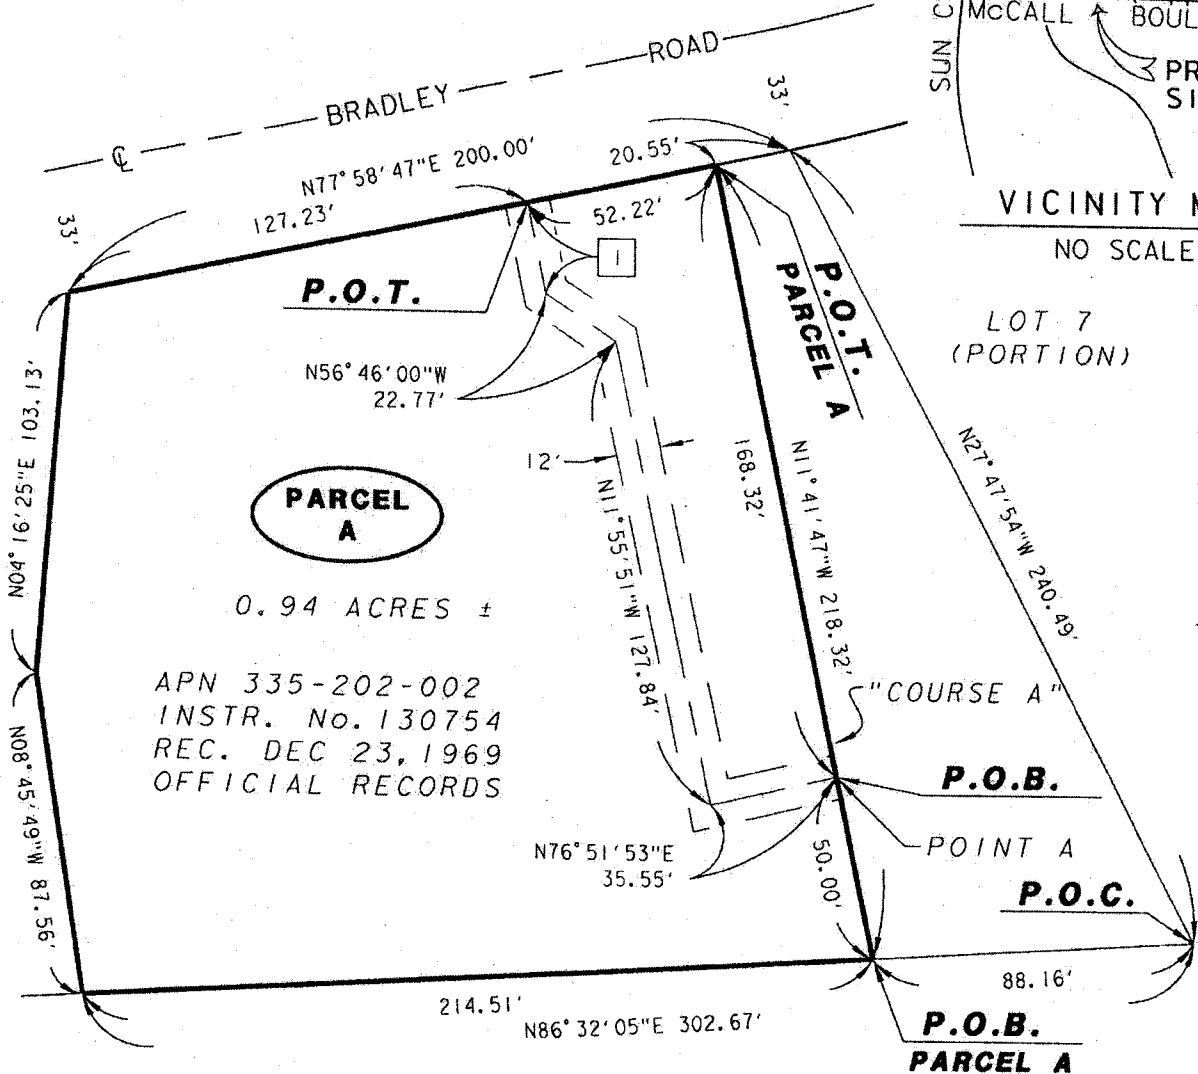 McCALL BOUL
SUN C
PR
SI
VICINITY M
NO SCALE
LOT 7
(PORTION)
BRADLEY ROAD
℄
33'
33'
N77°58'47"E 200.00'
20.55'
127.23'
52.22'
1
P.O.T.
P.O.T.
PARCEL A
N56°46'00"W
22.77'
12'
N04°16'25"E 103.13'
168.32'
N11°41'47"W 218.32'
N27°47'54"W 240.49'
N11°55'51"W 127.84'
PARCEL
A
0.94 ACRES ±
APN 335-202-002
INSTR. No. 130754
REC. DEC 23, 1969
OFFICIAL RECORDS
"COURSE A"
P.O.B.
POINT A
N08°45'49"W 87.56'
N76°51'53"E
35.55'
50.00'
P.O.C.
88.16'
214.51'
N86°32'05"E 302.67'
P.O.B.
PARCEL A